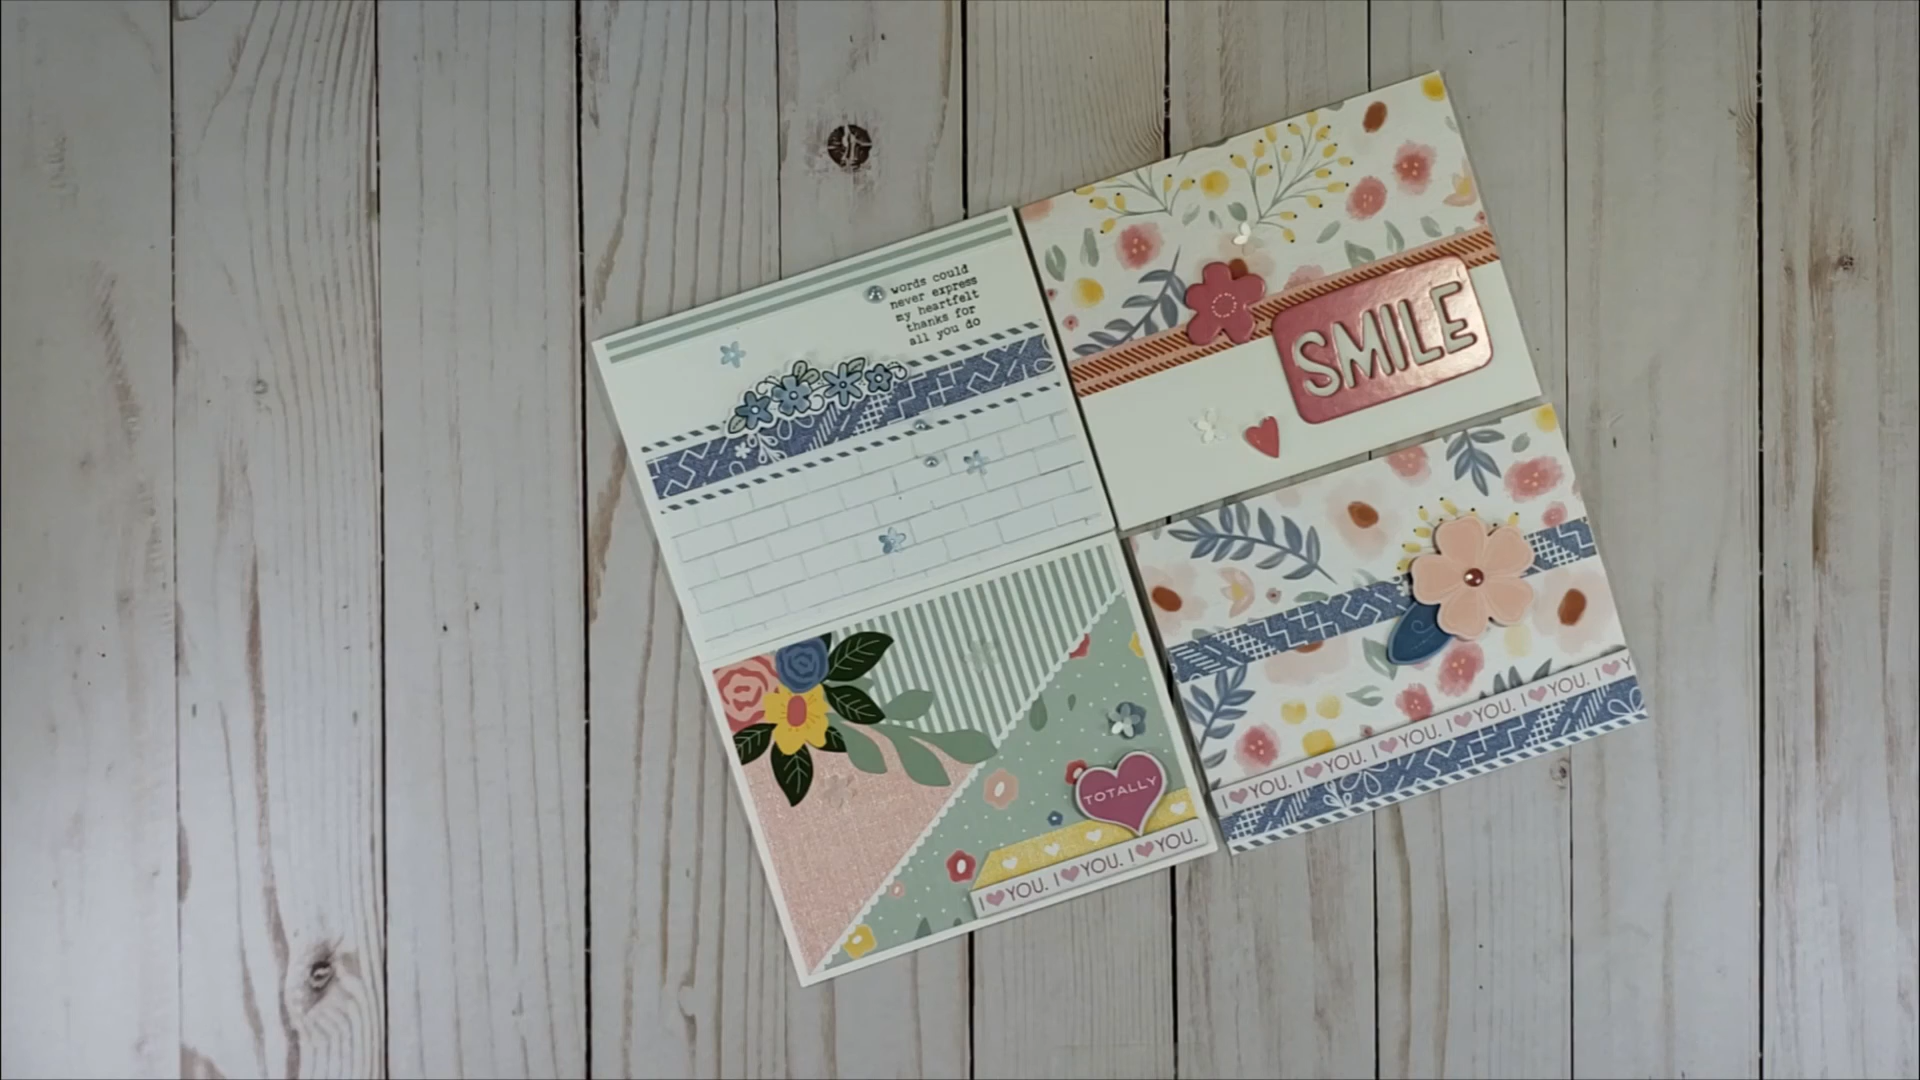 words could
never express
my heartfelt
thanks for
all you do
SMILE
TOTALLY
I ♥ YOU. I ♥ YOU. I ♥ YOU.
I ♥ YOU. I ♥ YOU. I ♥ YOU. I ♥ YOU. I ♥ YOU. I ♥ Y